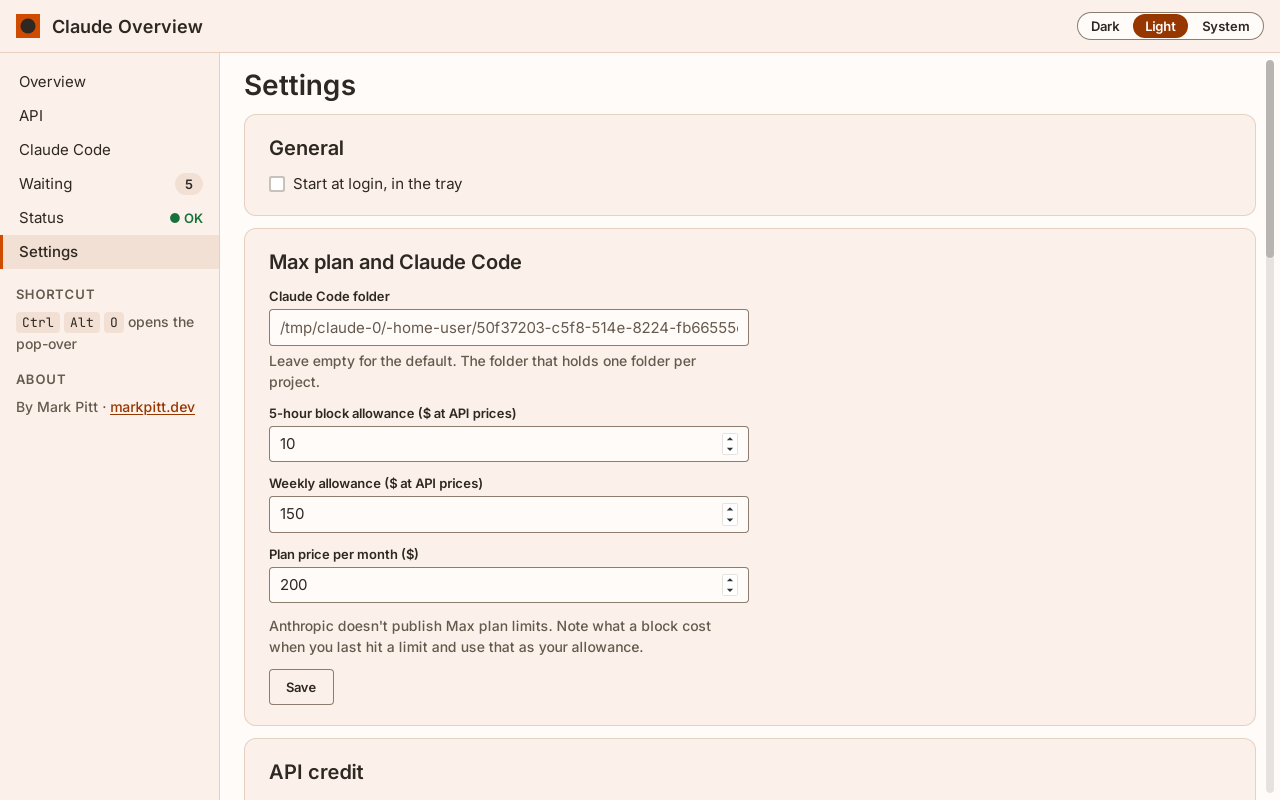 Claude Overview
Dark Light System
Overview
API
Claude Code
Waiting 5
Status OK
Settings
SHORTCUT
Ctrl Alt O opens the
pop-over
ABOUT
By Mark Pitt · markpitt.dev
Settings
General
Start at login, in the tray
Max plan and Claude Code
Claude Code folder
/tmp/claude-0/-home-user/50f37203-c5f8-514e-8224-fb66555
Leave empty for the default. The folder that holds one folder per
project.
5-hour block allowance ($ at API prices)
10
Weekly allowance ($ at API prices)
150
Plan price per month ($)
200
Anthropic doesn't publish Max plan limits. Note what a block cost
when you last hit a limit and use that as your allowance.
Save
API credit